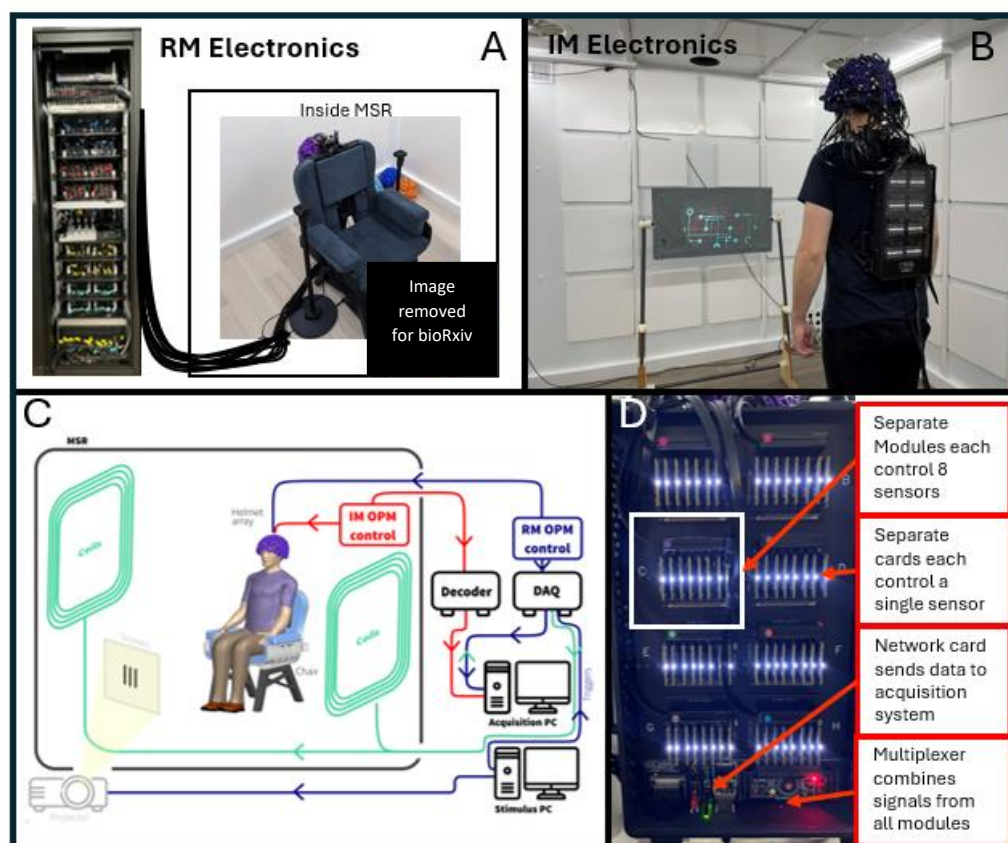 RM Electronics
A
Inside MSR
Image
removed
for bioRxiv
IM Electronics
B
C
MSR
Coils
Helmet
array
IM OPM
control
RM OPM
control
Decoder
DAQ
Coils
Screen
Chair
Triggers
Acquisition PC
Stimulus PC
Projector
D
B
C
D
E
F
G
H
Separate
Modules each
control 8
sensors
Separate
cards each
control a
single sensor
Network card
sends data to
acquisition
system
Multiplexer
combines
signals from
all modules